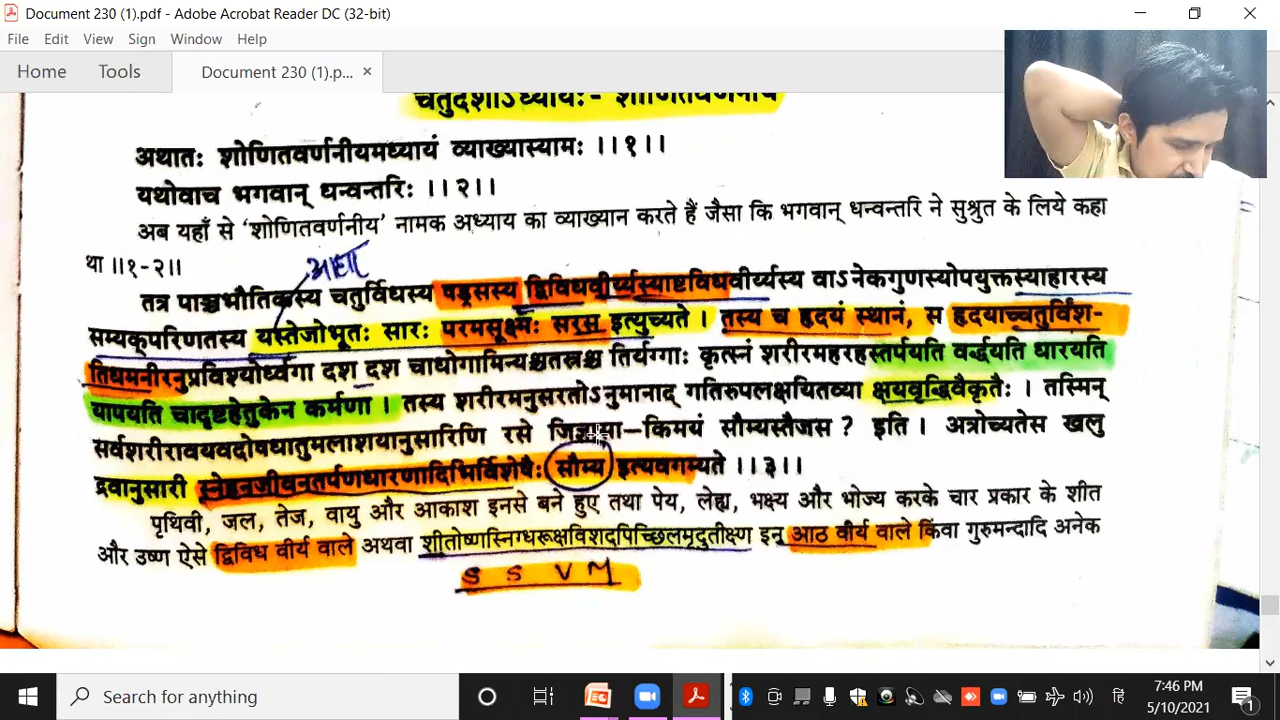 Document 230 (1).pdf - Adobe Acrobat Reader DC (32-bit)
File Edit View Sign Window Help
Home Tools Document 230 (1).p... ×
चतुर्दशोऽध्यायः- शोणितवर्णनीय
अथातः शोणितवर्णनीयमध्यायं व्याख्यास्यामः ।।१।।
यथोवाच भगवान् धन्वन्तरिः ।।२।।
अब यहाँ से 'शोणितवर्णनीय' नामक अध्याय का व्याख्यान करते हैं जैसा कि भगवान् धन्वन्तरि ने सुश्रुत के लिये कहा
था ॥१-२॥
तत्र पाञ्चभौतिकस्य चतुर्विधस्य षड्रसस्य द्विविधवीर्य्यस्याष्टविधवीर्य्यस्य वाऽनेकगुणस्योपयुक्तस्याहारस्य
सम्यक्परिणतस्य यस्तेजोभूतः सारः परमसूक्ष्मः सरस इत्युच्यते । तस्य च हृदयं स्थानं, स हृदयाच्चतुर्विंश-
तिधमनीरनुप्रविश्योर्ध्वगा दश दश चाधोगामिन्यश्चतस्रश्च तिर्यग्गाः कृत्स्नं शरीरमहरहस्तर्पयति वर्द्धयति धारयति
यापयति चादृष्टहेतुकेन कर्मणा । तस्य शरीरमनुसरतोऽनुमानाद् गतिरुपलक्षयितव्या क्षयवृद्धिवैकृतैः । तस्मिन्
सर्वशरीरावयवदोषधातुमलाशयानुसारिणि रसे जिज्ञासा–किमयं सौम्यस्तैजस ? इति । अत्रोच्यतेस खलु
द्रवानुसारी स्नेहनजीवनतर्पणधारणादिभिर्विशेषैः सौम्य इत्यवगम्यते ।।३।।
पृथिवी, जल, तेज, वायु और आकाश इनसे बने हुए तथा पेय, लेह्य, भक्ष्य और भोज्य करके चार प्रकार के शीत
और उष्ण ऐसे द्विविध वीर्य वाले अथवा शीतोष्णस्निग्धरूक्षविशदपिच्छिलमृदुतीक्ष्ण इन आठ वीर्य वाले किंवा गुरुमन्दादि अनेक
S S V M
Search for anything
हि
7:46 PM
5/10/2021
1